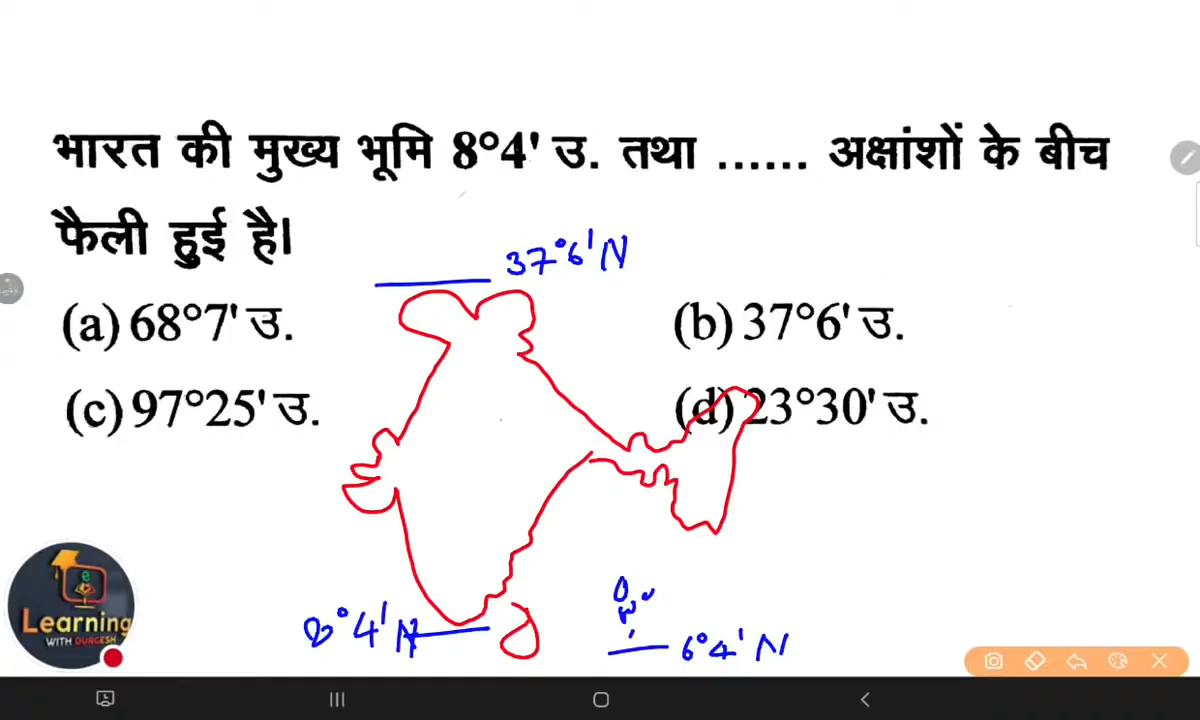 भारत की मुख्य भूमि 8°4' उ. तथा ...... अक्षांशों के बीच
फैली हुई है।
37°6'N
(a) 68°7' उ.
(b) 37°6' उ.
(c) 97°25' उ.
(d) 23°30' उ.
8°4'N
6°4'N
e
Learning
WITH DURGESH